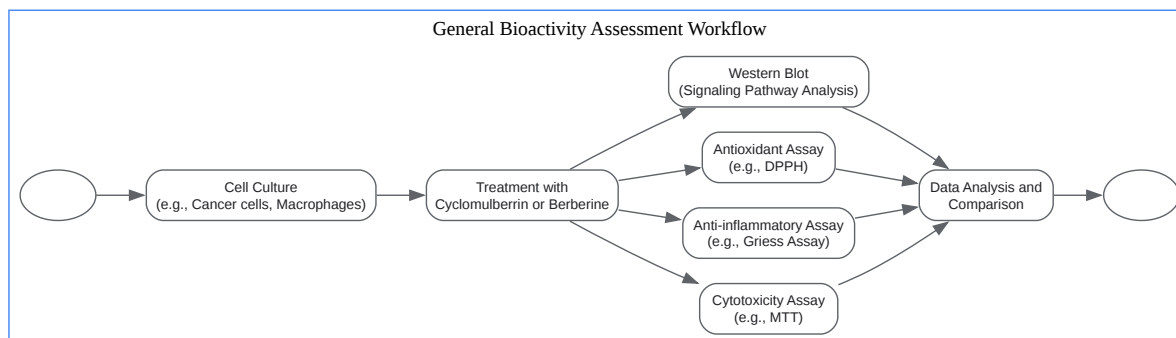 General Bioactivity Assessment Workflow
Western Blot
(Signaling Pathway Analysis)
Antioxidant Assay
(e.g., DPPH)
Cell Culture
(e.g., Cancer cells, Macrophages)
Treatment with
Cyclomulberrin or Berberine
Data Analysis and
Comparison
Anti-inflammatory Assay
(e.g., Griess Assay)
Cytotoxicity Assay
(e.g., MTT)